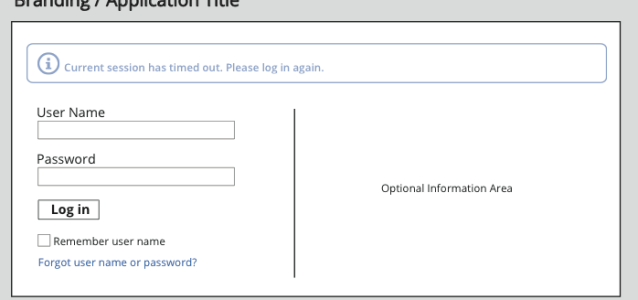 Branding / Application Title
Current session has timed out. Please log in again.
User Name
Password
Log in
Remember user name
Forgot user name or password?
Optional Information Area